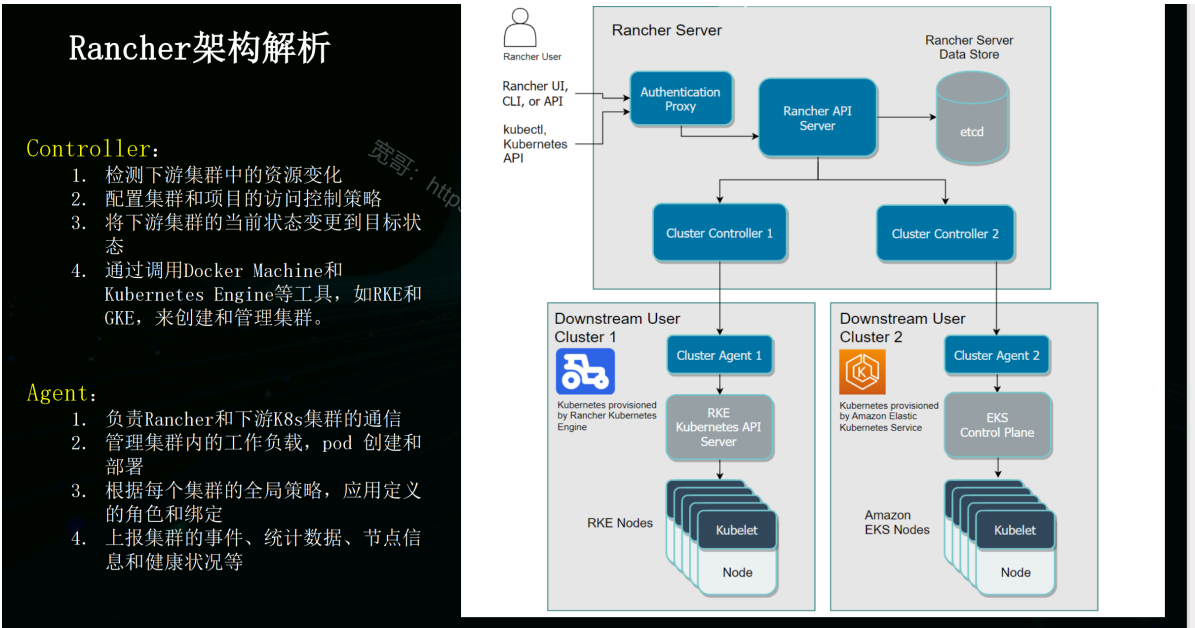 Rancher架构解析
Controller：
1. 检测下游集群中的资源变化
2. 配置集群和项目的访问控制策略
3. 将下游集群的当前状态变更到目标状
态
4. 通过调用Docker Machine和
Kubernetes Engine等工具，如RKE和
GKE，来创建和管理集群。
Agent：
1. 负责Rancher和下游K8s集群的通信
2. 管理集群内的工作负载，pod 创建和
部署
3. 根据每个集群的全局策略，应用定义
的角色和绑定
4. 上报集群的事件、统计数据、节点信
息和健康状况等
宽哥：https
Rancher User
Rancher UI,
CLI, or API
kubectl,
Kubernetes
API
Rancher Server
Authentication
Proxy
Rancher API
Server
Rancher Server
Data Store
etcd
Cluster Controller 1
Cluster Controller 2
Downstream User
Cluster 1
Cluster Agent 1
Kubernetes provisioned
by Rancher Kubernetes
Engine
RKE
Kubernetes API
Server
RKE Nodes
Kubelet
Node
Downstream User
Cluster 2
K
Cluster Agent 2
Kubernetes provisioned
by Amazon Elastic
Kubernetes Service
EKS
Control Plane
Amazon
EKS Nodes
Kubelet
Node